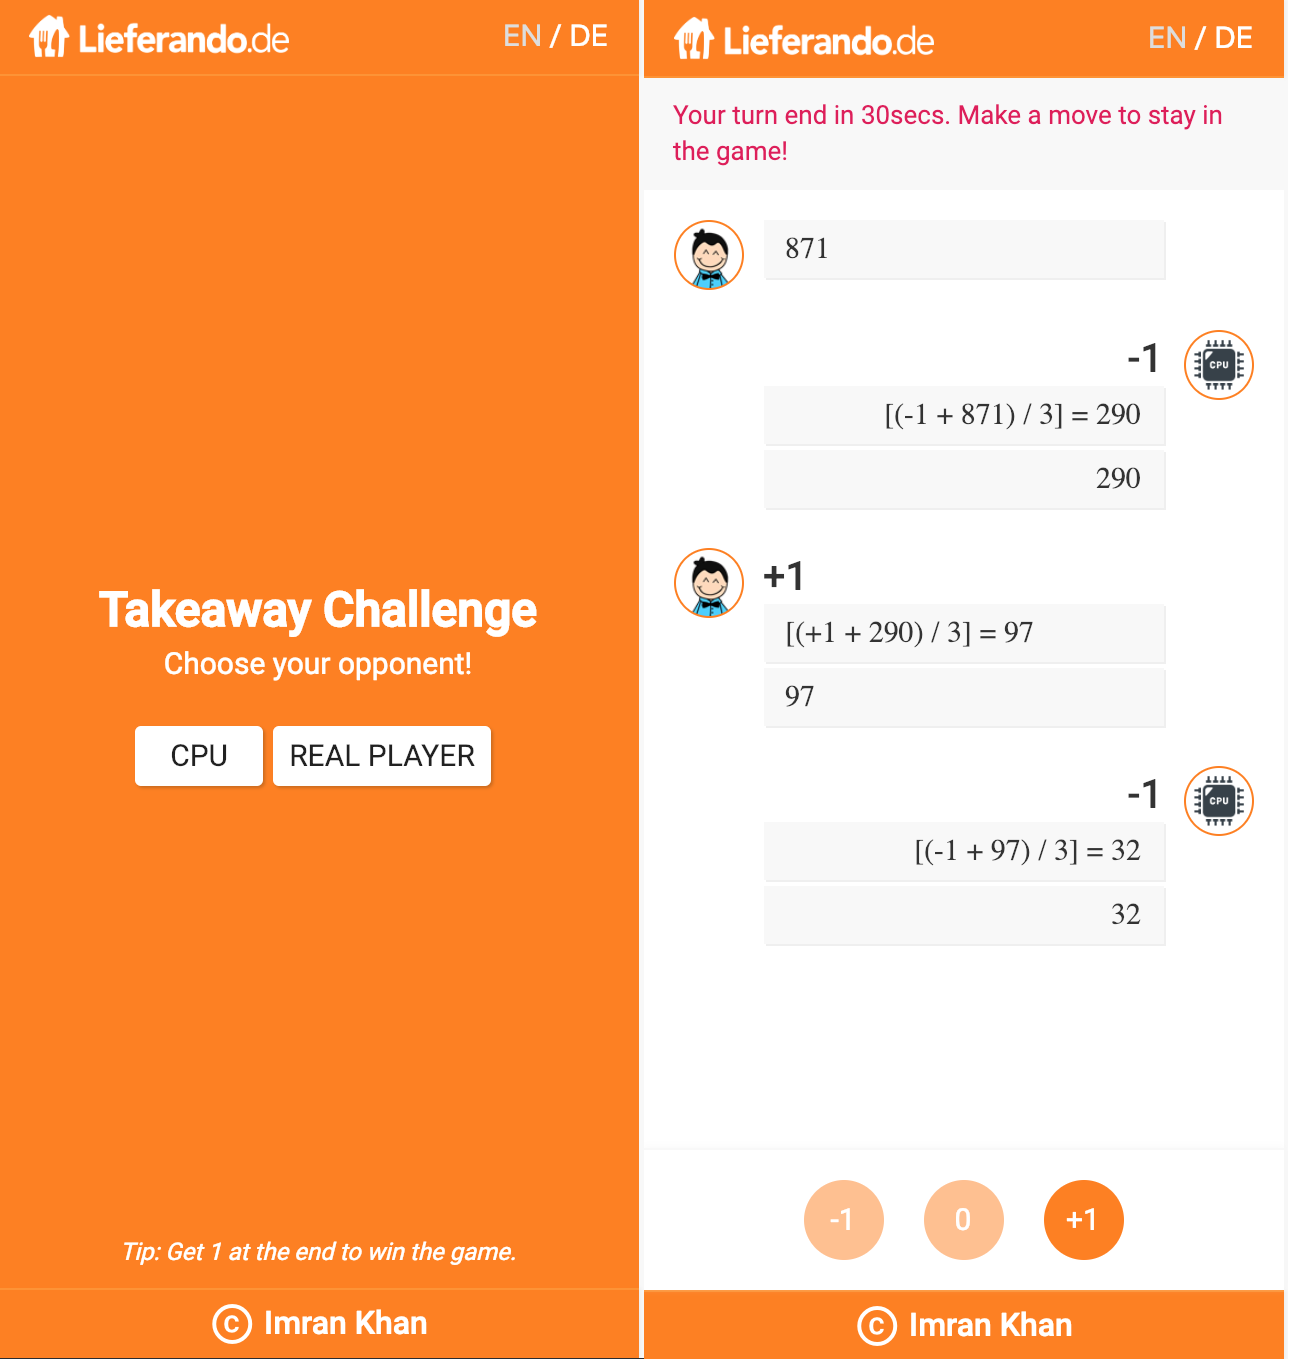 Lieferando.de
EN / DE
Takeaway Challenge
Choose your opponent!
CPU
REAL PLAYER
Tip: Get 1 at the end to win the game.
© Imran Khan
Lieferando.de
EN / DE
Your turn end in 30secs. Make a move to stay in
the game!
871
-1
CPU
[(-1 + 871) / 3] = 290
290
+1
[(+1 + 290) / 3] = 97
97
-1
CPU
[(-1 + 97) / 3] = 32
32
-1
0
+1
© Imran Khan